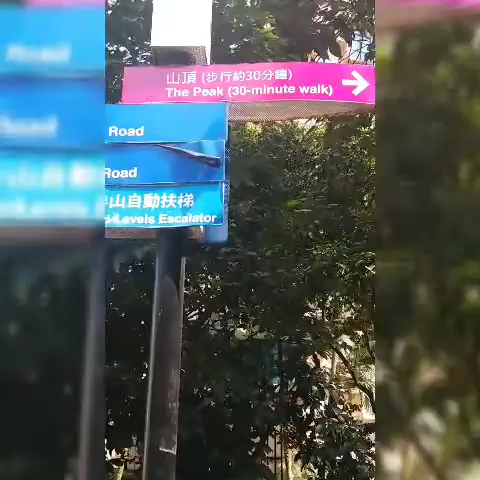 山頂 (步行約30分鐘)
The Peak (30-minute walk)
Road
Road
山自動扶梯
Levels Escalator